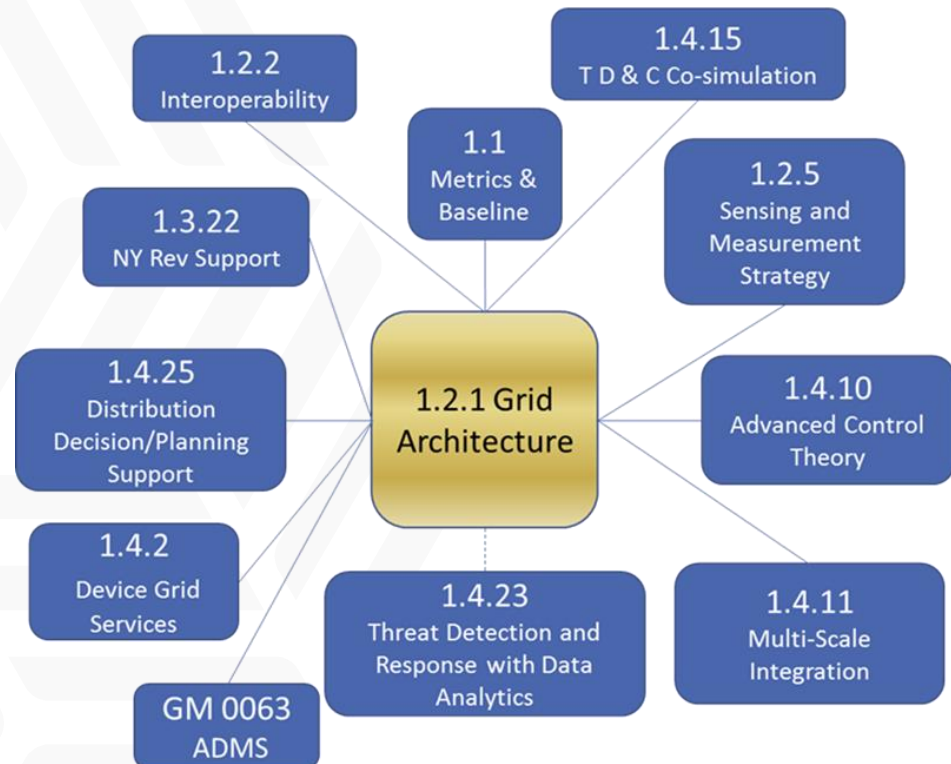 1.4.15
T D & C Co-simulation
1.2.2
Interoperability
1.1
Metrics &
Baseline
1.2.5
Sensing and
Measurement
Strategy
1.3.22
NY Rev Support
1.2.1 Grid
Architecture
1.4.25
Distribution
Decision/Planning
Support
1.4.10
Advanced Control
Theory
1.4.2
Device Grid
Services
1.4.23
Threat Detection and
Response with Data
Analytics
1.4.11
Multi-Scale
Integration
GM 0063
ADMS